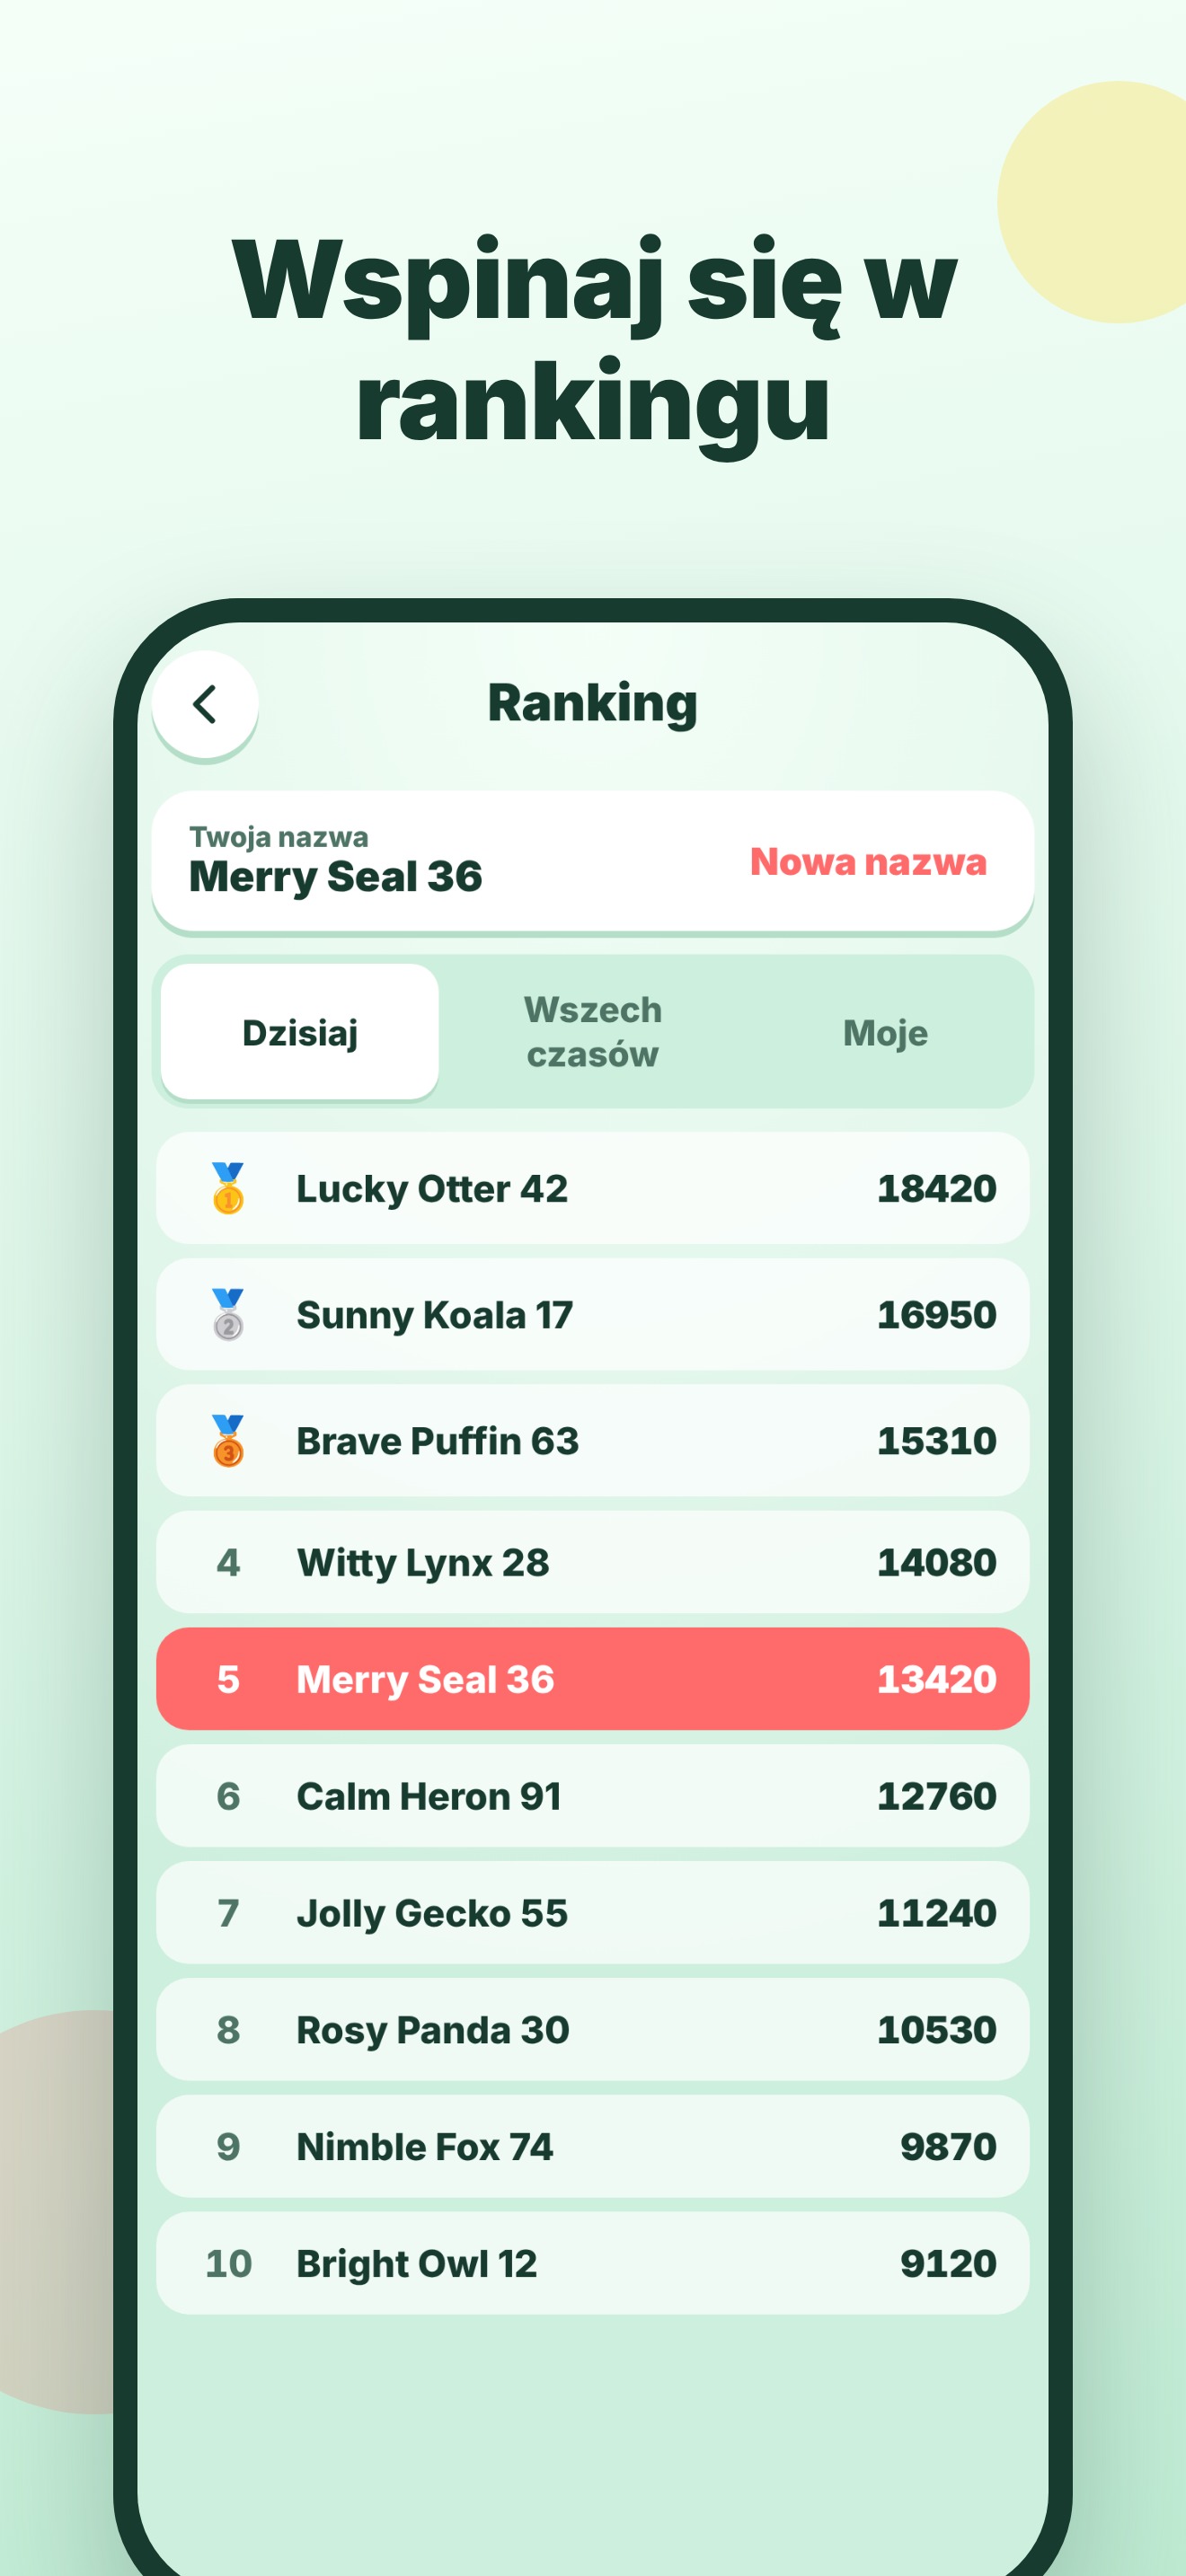 Wspinaj się w
rankingu
Ranking
Twoja nazwa
Merry Seal 36
Nowa nazwa
Dzisiaj
Wszech
czasów
Moje
1 Lucky Otter 42 18420
2 Sunny Koala 17 16950
3 Brave Puffin 63 15310
4 Witty Lynx 28 14080
5 Merry Seal 36 13420
6 Calm Heron 91 12760
7 Jolly Gecko 55 11240
8 Rosy Panda 30 10530
9 Nimble Fox 74 9870
10 Bright Owl 12 9120